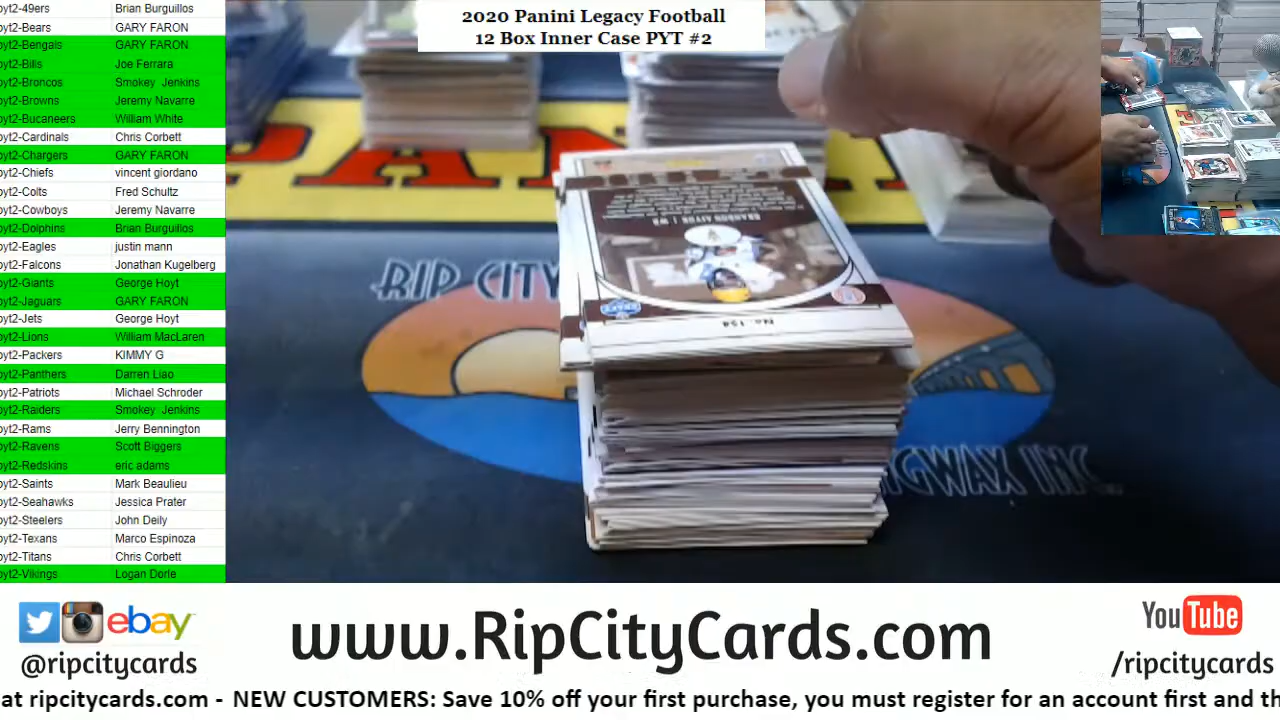 pyt2-49ers Brian Burguillos
pyt2-Bears GARY FARON
pyt2-Bengals GARY FARON
pyt2-Bills Joe Ferrara
pyt2-Broncos Smokey Jenkins
pyt2-Browns Jeremy Navarre
pyt2-Bucaneers William White
pyt2-Cardinals Chris Corbett
pyt2-Chargers GARY FARON
pyt2-Chiefs vincent giordano
pyt2-Colts Fred Schultz
pyt2-Cowboys Jeremy Navarre
pyt2-Dolphins Brian Burguillos
pyt2-Eagles justin mann
pyt2-Falcons Jonathan Kugelberg
pyt2-Giants George Hoyt
pyt2-Jaguars GARY FARON
pyt2-Jets George Hoyt
pyt2-Lions William MacLaren
pyt2-Packers KIMMY G
pyt2-Panthers Darren Liao
pyt2-Patriots Michael Schroder
pyt2-Raiders Smokey Jenkins
pyt2-Rams Jerry Bennington
pyt2-Ravens Scott Biggers
pyt2-Redskins eric adams
pyt2-Saints Mark Beaulieu
pyt2-Seahawks Jessica Prater
pyt2-Steelers John Deily
pyt2-Texans Marco Espinoza
pyt2-Titans Chris Corbett
pyt2-Vikings Logan Dorle
2020 Panini Legacy Football
12 Box Inner Case PYT #2
BRANDON AIYUK | WR
No. 154
RIP CITY
INC.
ebay
@ripcitycards
www.RipCityCards.com
YouTube
/ripcitycards
at ripcitycards.com - NEW CUSTOMERS: Save 10% off your first purchase, you must register for an account first and th